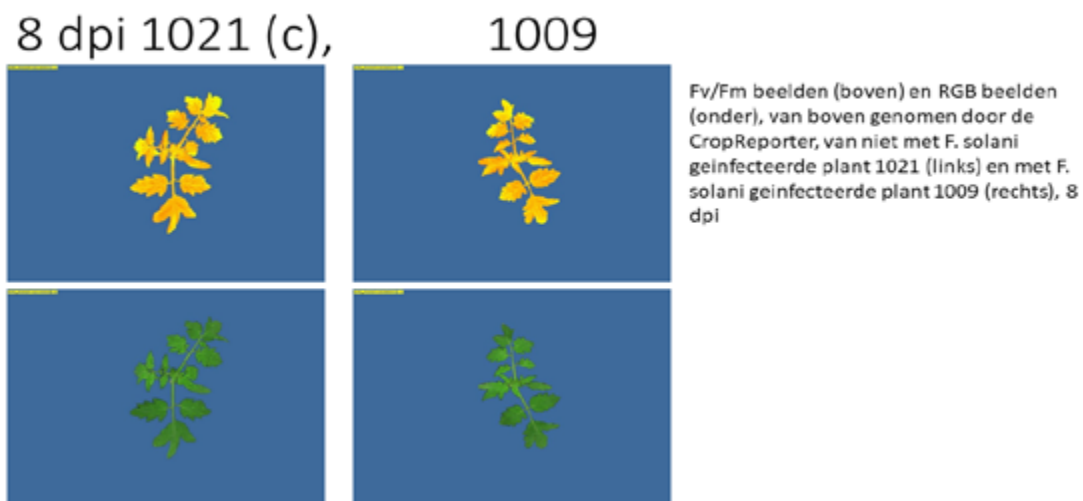 8 dpi 1021 (c),
1009
Fv/Fm beelden (boven) en RGB beelden
(onder), van boven genomen door de
CropReporter, van niet met F. solani
geinfecteerde plant 1021 (links) en met F.
solani geinfecteerde plant 1009 (rechts), 8
dpi